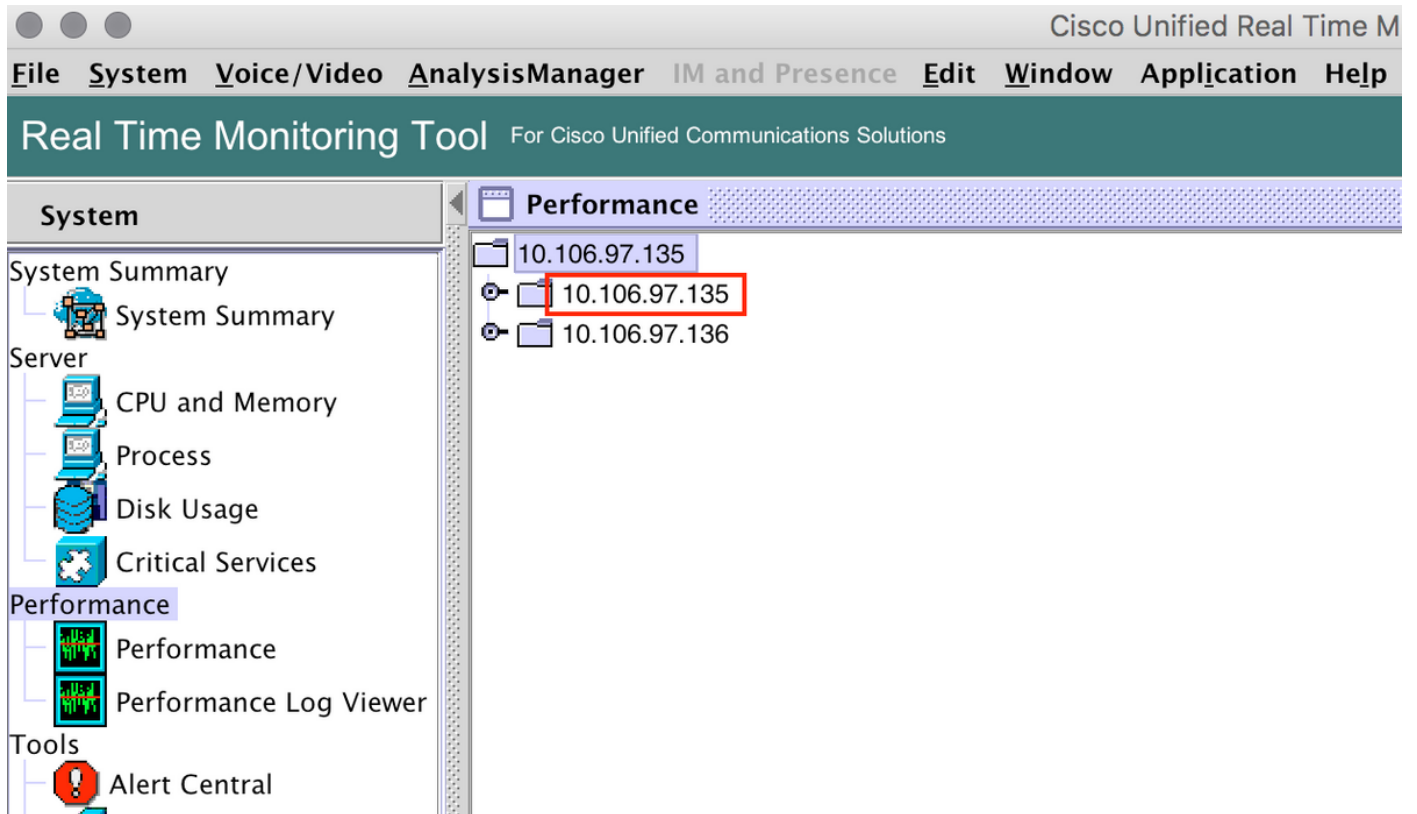 Cisco Unified Real Time M
File System Voice/Video AnalysisManager IM and Presence Edit Window Application Help
Real Time Monitoring Tool For Cisco Unified Communications Solutions
System
System Summary
System Summary
Server
CPU and Memory
Process
Disk Usage
Critical Services
Performance
Performance
Performance Log Viewer
Tools
Alert Central
Performance
10.106.97.135
10.106.97.135
10.106.97.136